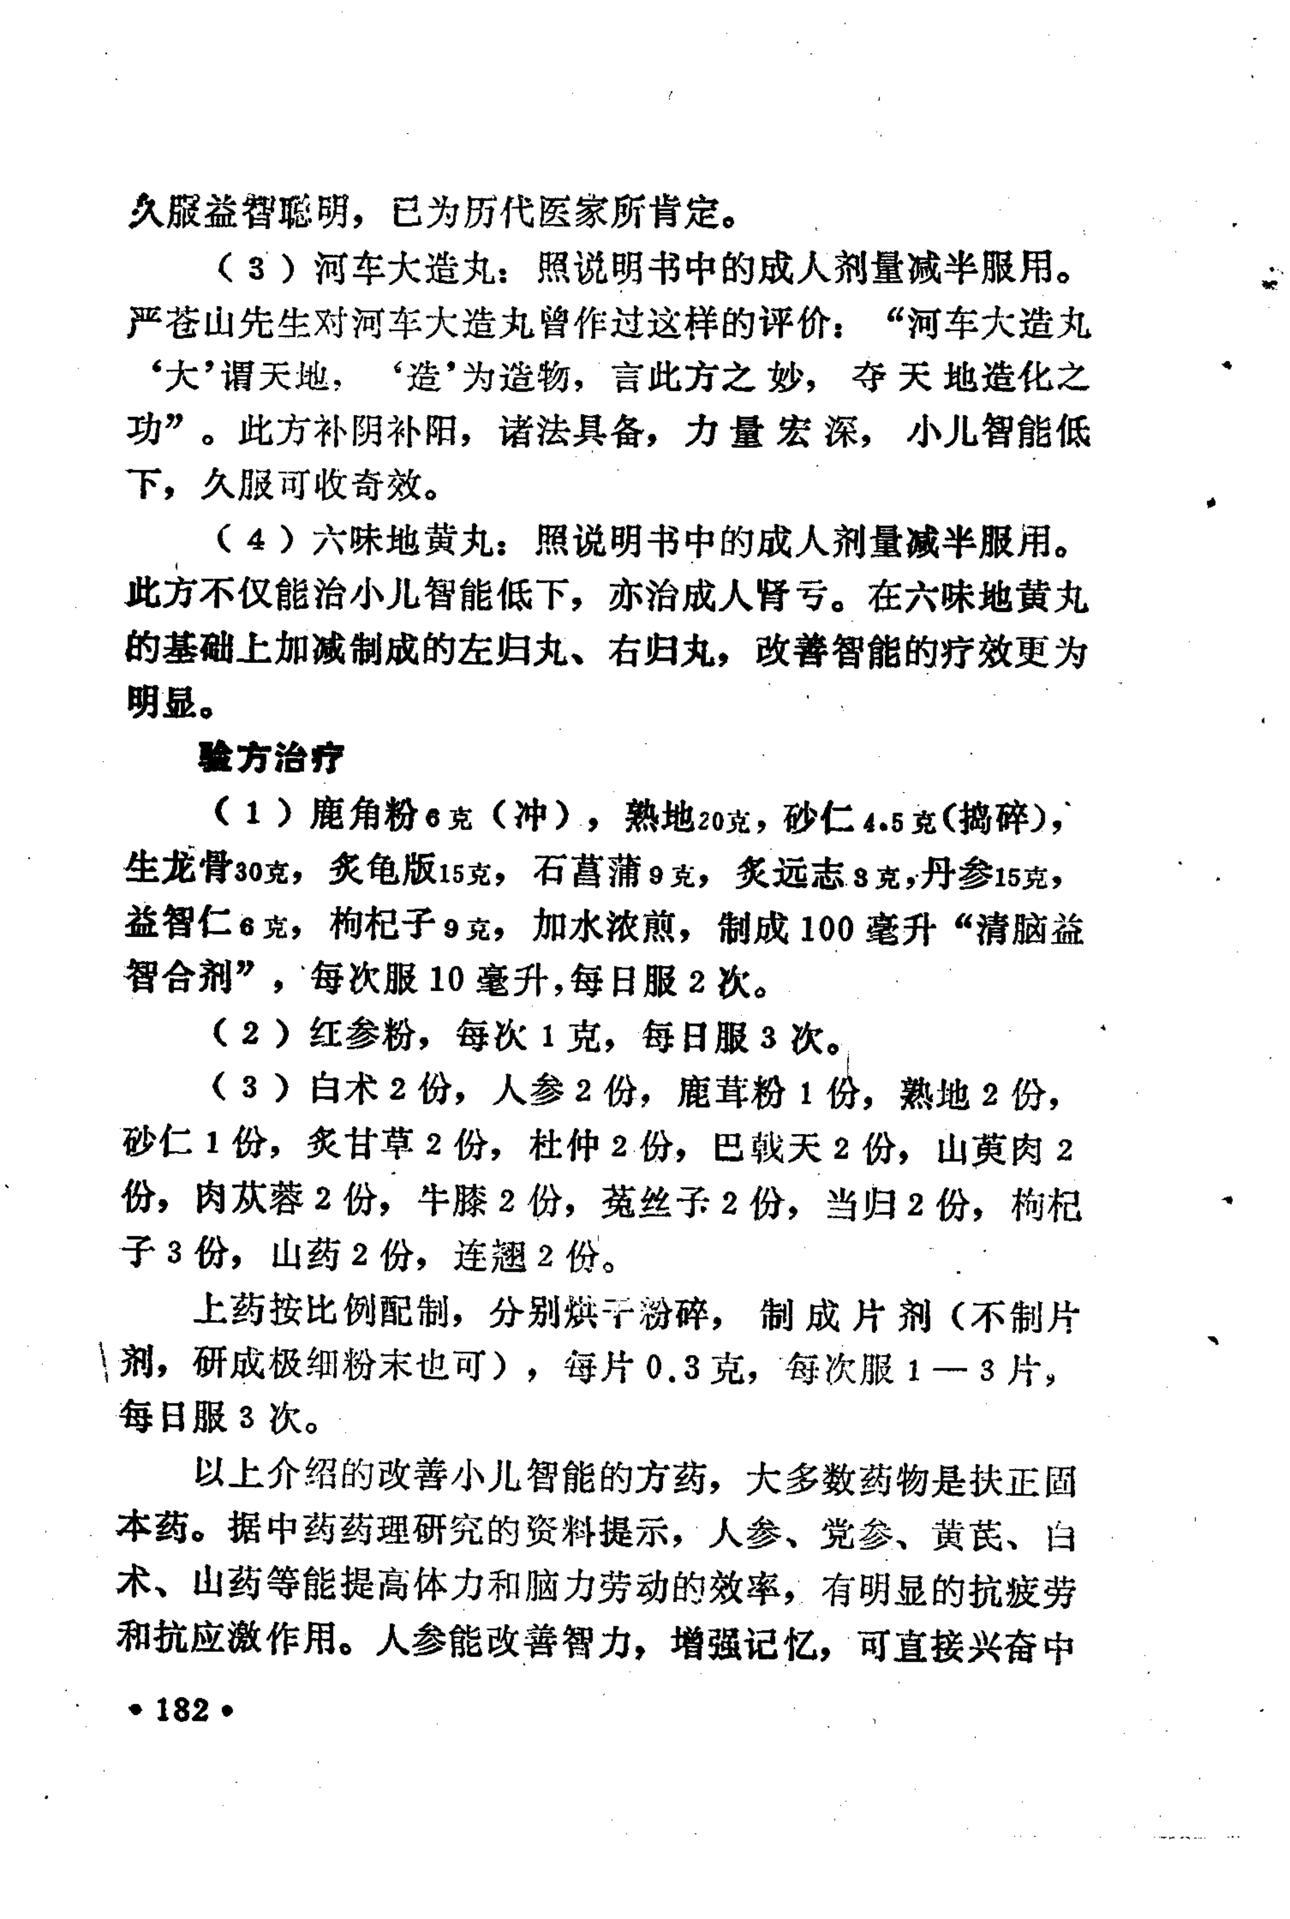 久服益智聪明，已为历代医家所肯定。
（3）河车大造丸：照说明书中的成人剂量减半服用。
严苍山先生对河车大造丸曾作过这样的评价：“河车大造丸
‘大’谓天地，‘造’为造物，言此方之妙，夺天地造化之
功”。此方补阴补阳，诸法具备，力量宏深，小儿智能低
下，久服可收奇效。
（4）六味地黄丸：照说明书中的成人剂量减半服用。
此方不仅能治小儿智能低下，亦治成人肾亏。在六味地黄丸
的基础上加减制成的左归丸、右归丸，改善智能的疗效更为
明显。
验方治疗
（1）鹿角粉6克（冲），熟地20克，砂仁4.5克（捣碎），
生龙骨30克，炙龟版15克，石菖蒲9克，炙远志8克，丹参15克，
益智仁6克，枸杞子9克，加水浓煎，制成100毫升“清脑益
智合剂”，每次服10毫升，每日服2次。
（2）红参粉，每次1克，每日服3次。
（3）白术2份，人参2份，鹿茸粉1份，熟地2份，
砂仁1份，炙甘草2份，杜仲2份，巴戟天2份，山萸肉2
份，肉苁蓉2份，牛膝2份，菟丝子2份，当归2份，枸杞
子3份，山药2份，连翘2份。
上药按比例配制，分别烘干粉碎，制成片剂（不制片
剂，研成极细粉末也可），每片0.3克，每次服1—3片，
每日服3次。
以上介绍的改善小儿智能的方药，大多数药物是扶正固
本药。据中药药理研究的资料提示，人参、党参、黄芪、白
术、山药等能提高体力和脑力劳动的效率，有明显的抗疲劳
和抗应激作用。人参能改善智力，增强记忆，可直接兴奋中
•182•